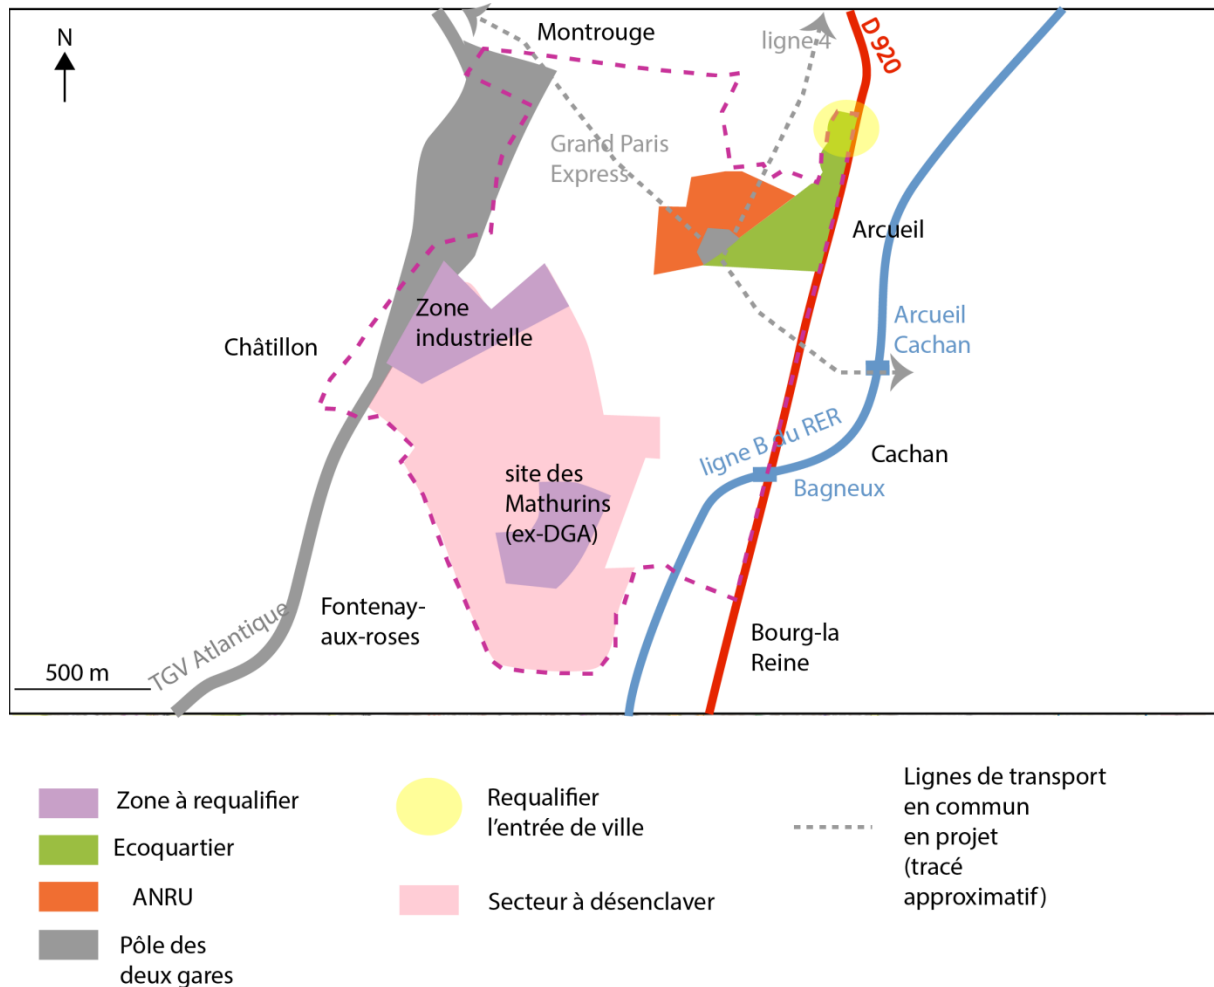 N
Montrouge
ligne 4
D 920
Grand Paris
Express
Arcueil
Zone
industrielle
Châtillon
Arcueil
Cachan
ligne B du RER
Cachan
Bagneux
site des
Mathurins
(ex-DGA)
Fontenay-
aux-roses
Bourg-la
Reine
TGV Atlantique
500 m
Zone à requalifier
Ecoquartier
ANRU
Pôle des
deux gares
Requalifier
l'entrée de ville
Secteur à désenclaver
Lignes de transport
en commun
en projet
(tracé
approximatif)